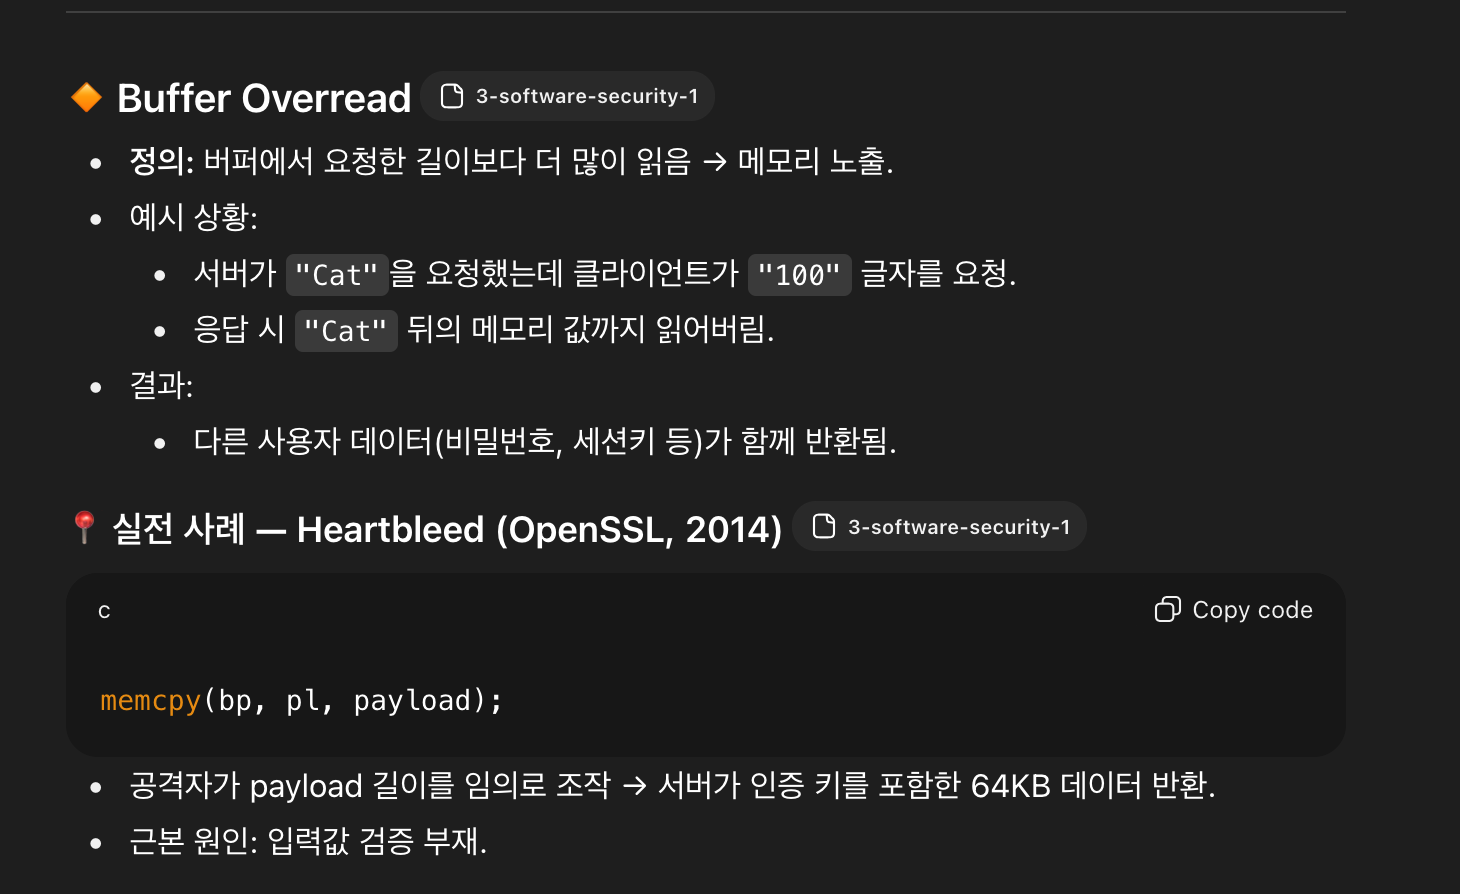 Buffer Overread 3-software-security-1
정의: 버퍼에서 요청한 길이보다 더 많이 읽음 → 메모리 노출.
예시 상황:
서버가 "Cat"을 요청했는데 클라이언트가 "100" 글자를 요청.
응답 시 "Cat" 뒤의 메모리 값까지 읽어버림.
결과:
다른 사용자 데이터(비밀번호, 세션키 등)가 함께 반환됨.
실전 사례 — Heartbleed (OpenSSL, 2014) 3-software-security-1
c Copy code
memcpy(bp, pl, payload);
공격자가 payload 길이를 임의로 조작 → 서버가 인증 키를 포함한 64KB 데이터 반환.
근본 원인: 입력값 검증 부재.